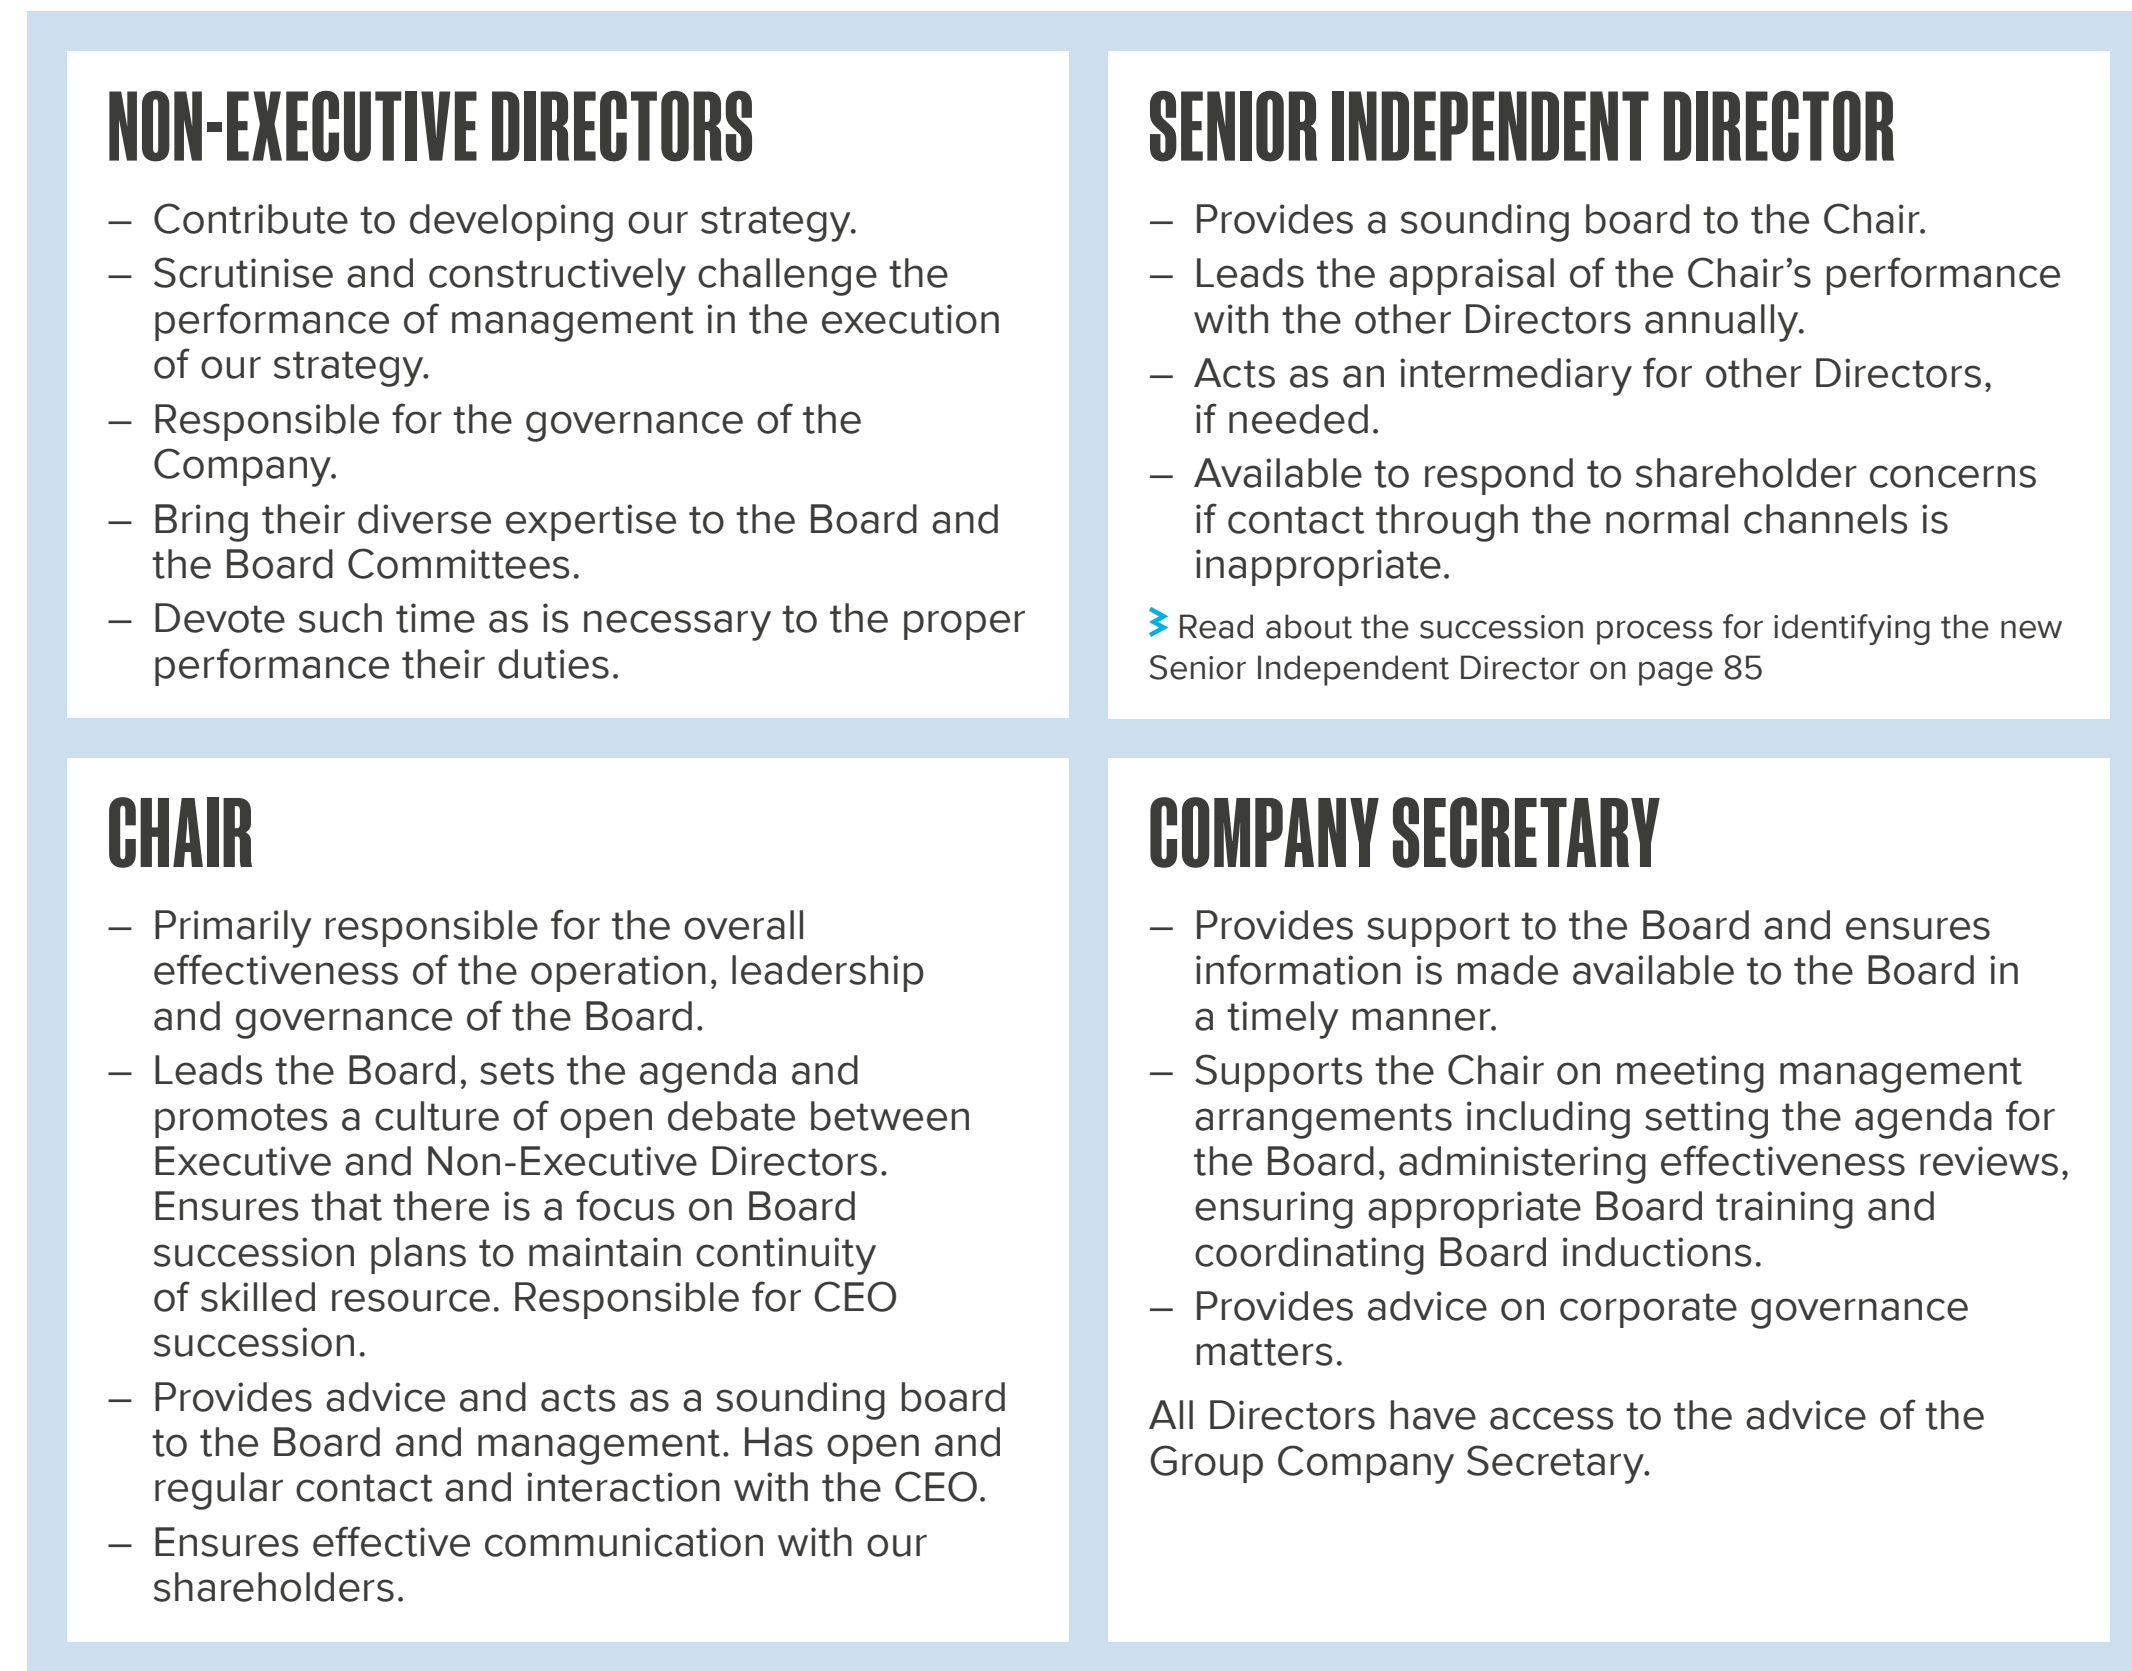 NON-EXECUTIVE DIRECTORS
– Contribute to developing our strategy.
– Scrutinise and constructively challenge the
performance of management in the execution
of our strategy.
– Responsible for the governance of the
Company.
– Bring their diverse expertise to the Board and
the Board Committees.
– Devote such time as is necessary to the proper
performance their duties.
SENIOR INDEPENDENT DIRECTOR
– Provides a sounding board to the Chair.
– Leads the appraisal of the Chair’s performance
with the other Directors annually.
– Acts as an intermediary for other Directors,
if needed.
– Available to respond to shareholder concerns
if contact through the normal channels is
inappropriate.
Read about the succession process for identifying the new
Senior Independent Director on page 85
CHAIR
– Primarily responsible for the overall
effectiveness of the operation, leadership
and governance of the Board.
– Leads the Board, sets the agenda and
promotes a culture of open debate between
Executive and Non-Executive Directors.
Ensures that there is a focus on Board
succession plans to maintain continuity
of skilled resource. Responsible for CEO
succession.
– Provides advice and acts as a sounding board
to the Board and management. Has open and
regular contact and interaction with the CEO.
– Ensures effective communication with our
shareholders.
COMPANY SECRETARY
– Provides support to the Board and ensures
information is made available to the Board in
a timely manner.
– Supports the Chair on meeting management
arrangements including setting the agenda for
the Board, administering effectiveness reviews,
ensuring appropriate Board training and
coordinating Board inductions.
– Provides advice on corporate governance
matters.
All Directors have access to the advice of the
Group Company Secretary.